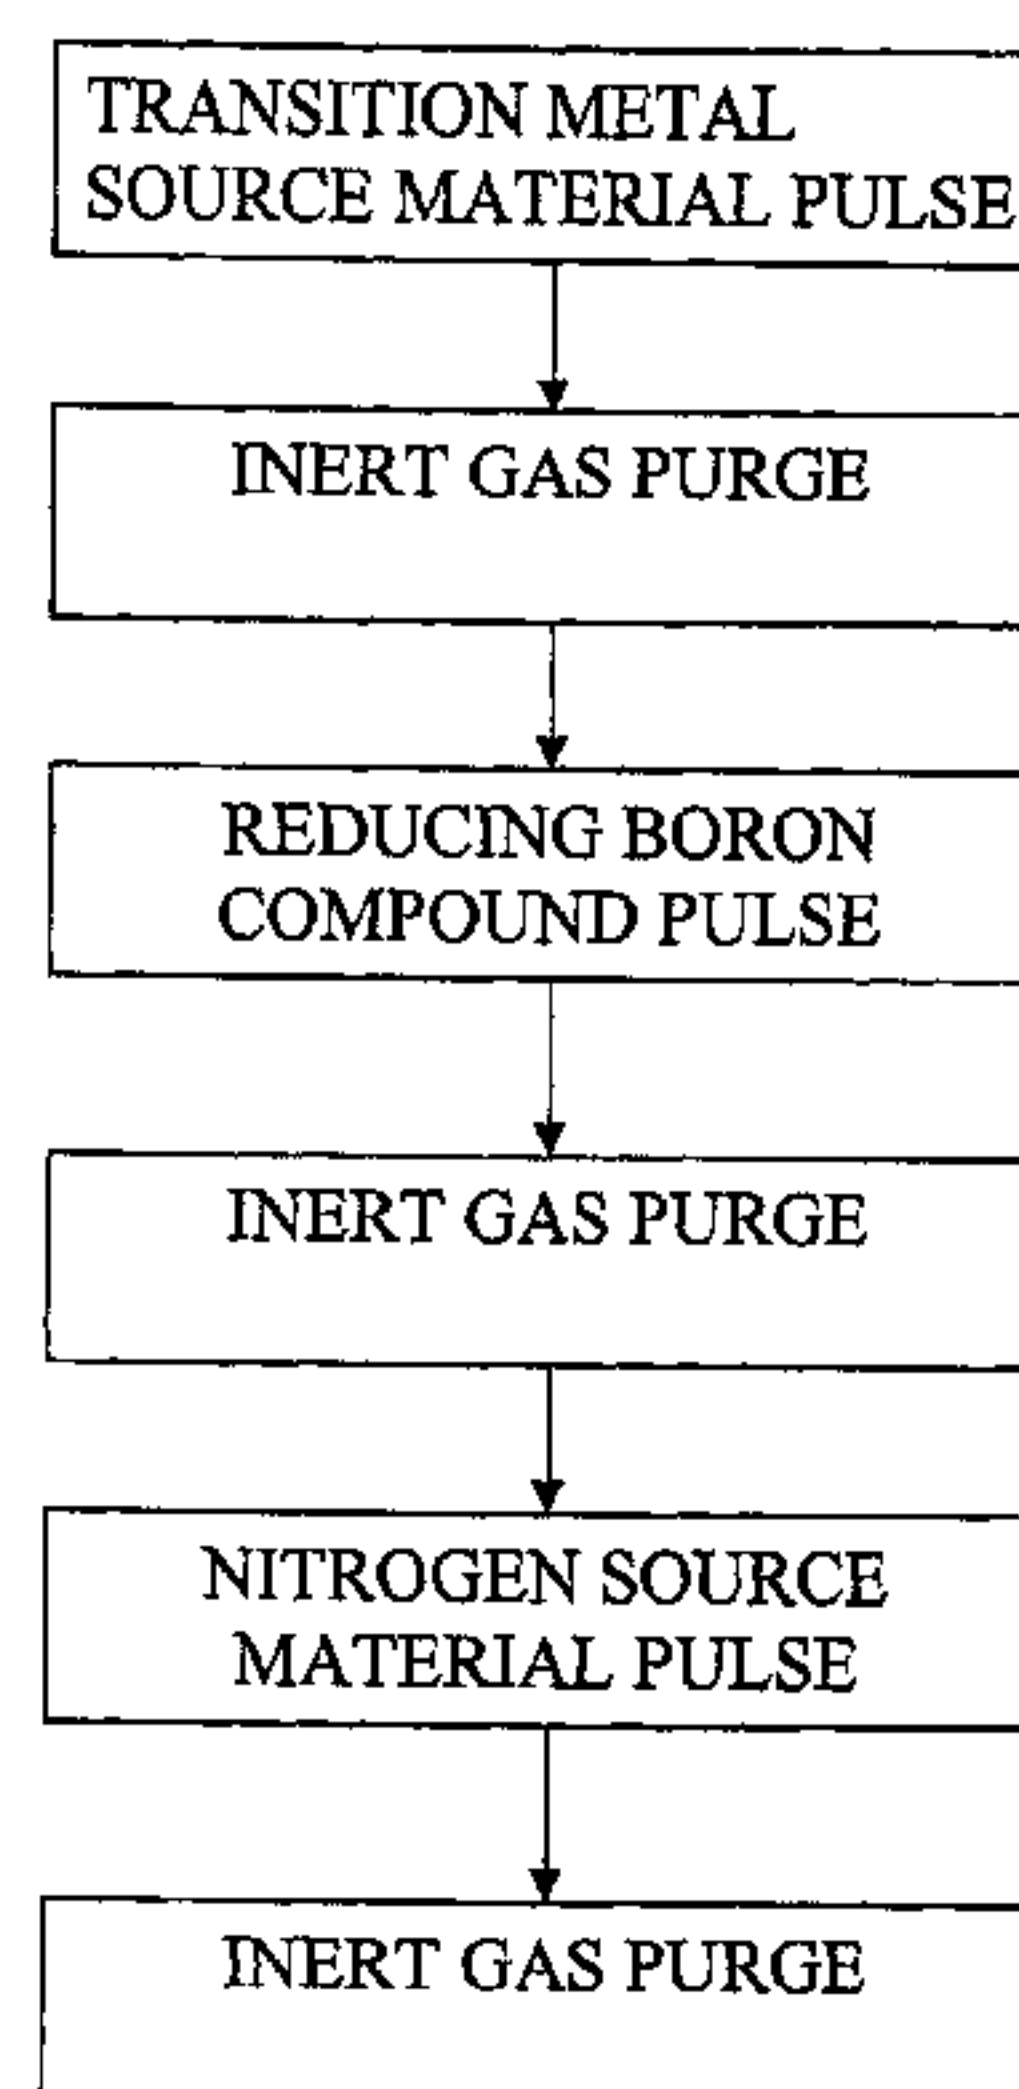 TRANSITION METAL
SOURCE MATERIAL PULSE
INERT GAS PURGE
REDUCING BORON
COMPOUND PULSE
INERT GAS PURGE
NITROGEN SOURCE
MATERIAL PULSE
INERT GAS PURGE